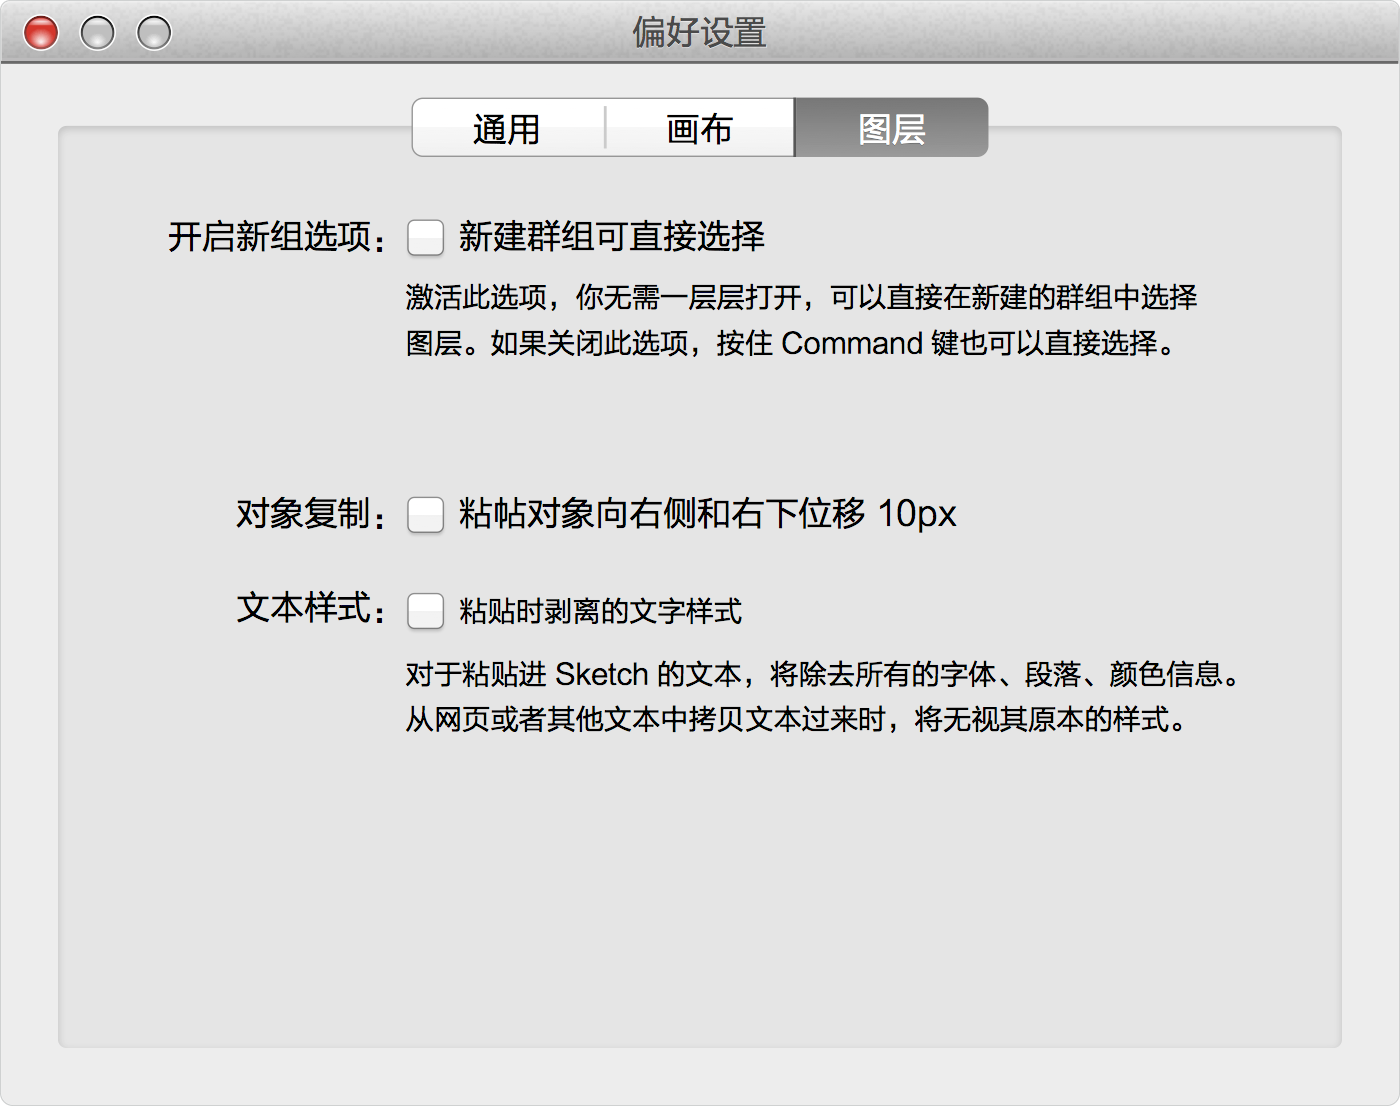 偏好设置
通用 画布 图层
开启新组选项： 新建群组可直接选择
激活此选项，你无需一层层打开，可以直接在新建的群组中选择
图层。如果关闭此选项，按住 Command 键也可以直接选择。
对象复制： 粘帖对象向右侧和右下位移 10px
文本样式： 粘贴时剥离的文字样式
对于粘贴进 Sketch 的文本，将除去所有的字体、段落、颜色信息。
从网页或者其他文本中拷贝文本过来时，将无视其原本的样式。